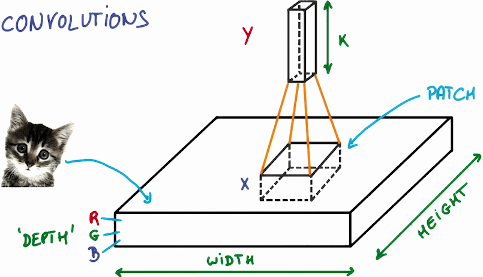 CONVOLUTIONS
Y
K
PATCH
X
R
'DEPTH' G
B
WIDTH
HEIGHT